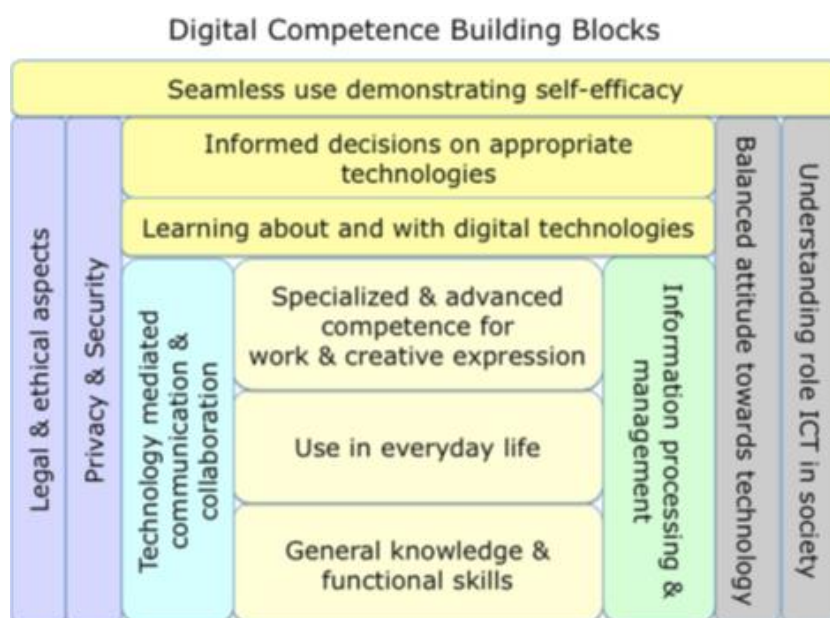 Digital Competence Building Blocks
Seamless use demonstrating self-efficacy
Legal & ethical aspects
Privacy & Security
Informed decisions on appropriate
technologies
Learning about and with digital technologies
Technology mediated
communication &
collaboration
Specialized & advanced
competence for
work & creative expression
Use in everyday life
General knowledge &
functional skills
Information processing &
management
Balanced attitude towards technology
Understanding role ICT in society